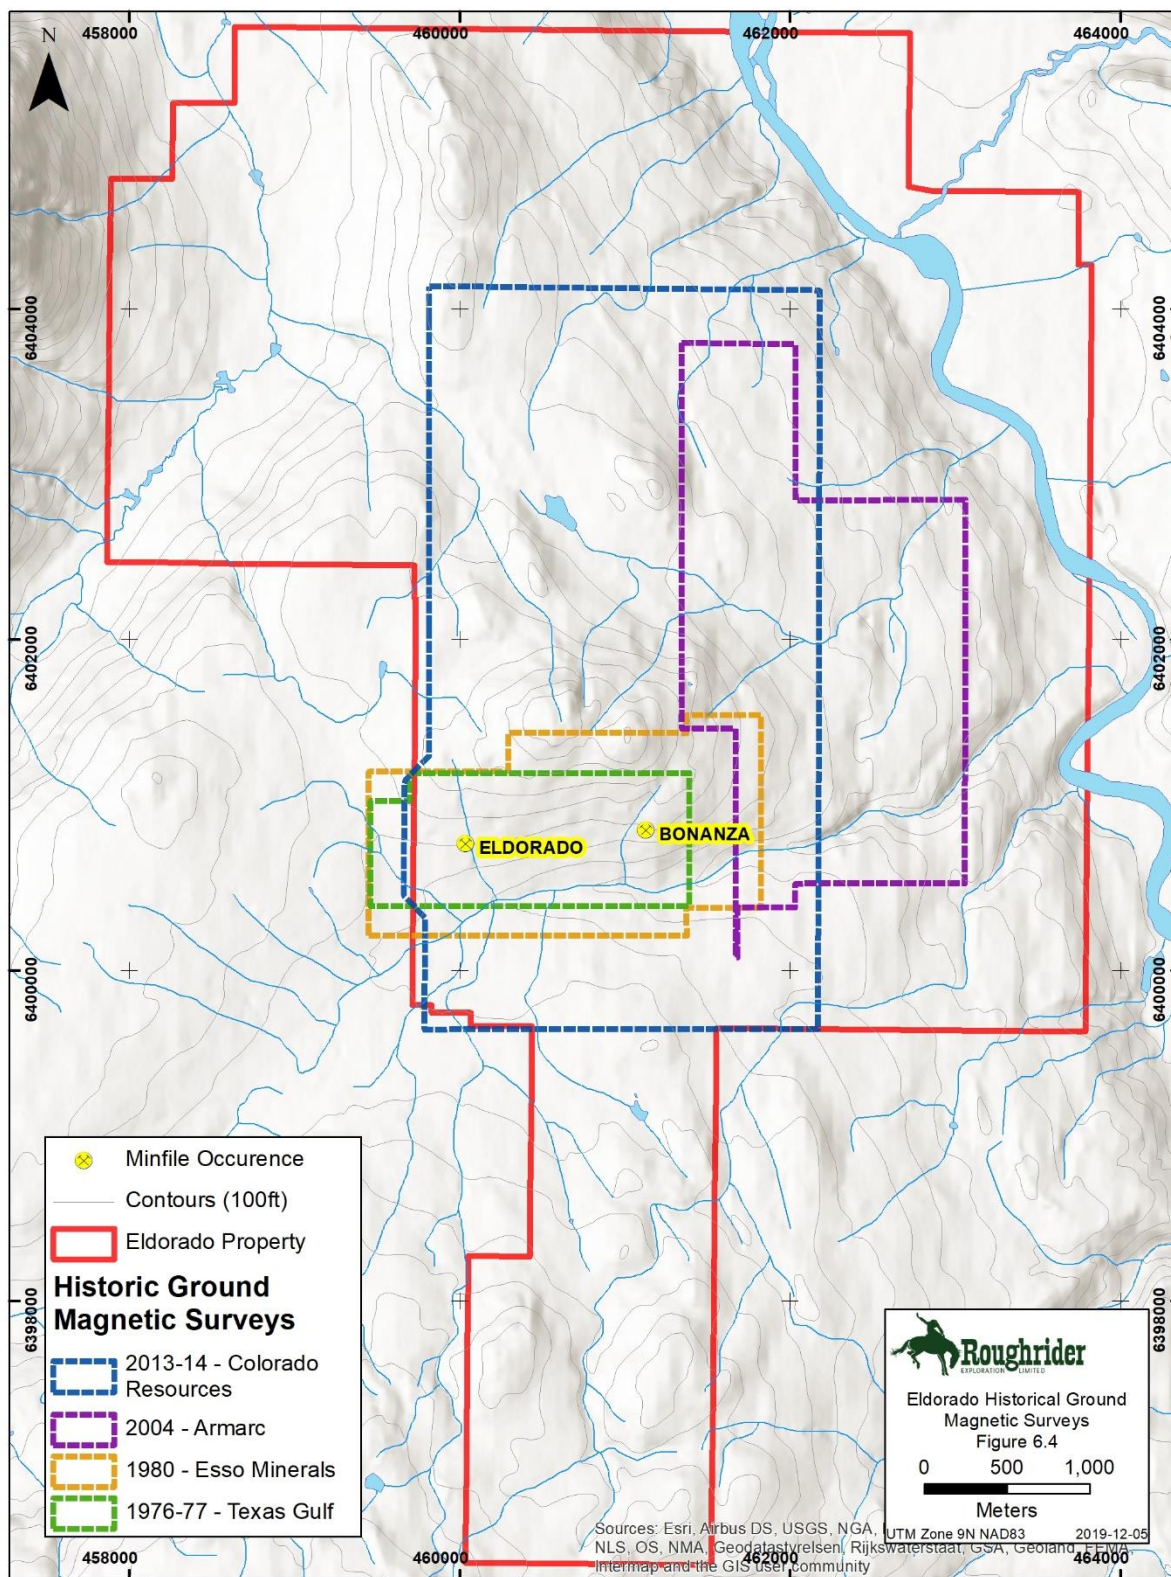 N
458000
460000
462000
464000
6404000
6404000
6402000
6402000
ELDORADO
BONANZA
6400000
6400000
6398000
6398000
Minfile Occurence
Contours (100ft)
Eldorado Property
Historic Ground
Magnetic Surveys
2013-14 - Colorado
Resources
2004 - Armarc
1980 - Esso Minerals
1976-77 - Texas Gulf
Roughrider
EXPLORATION LIMITED
Eldorado Historical Ground
Magnetic Surveys
Figure 6.4
0 500 1,000
Meters
UTM Zone 9N NAD83 2019-12-05
Sources: Esri, Airbus DS, USGS, NGA,
NLS, OS, NMA, Geodatastyrelsen, Rijkswaterstaat, GSA, Geoland, FEMA,
Intermap and the GIS user community
458000
460000
462000
464000